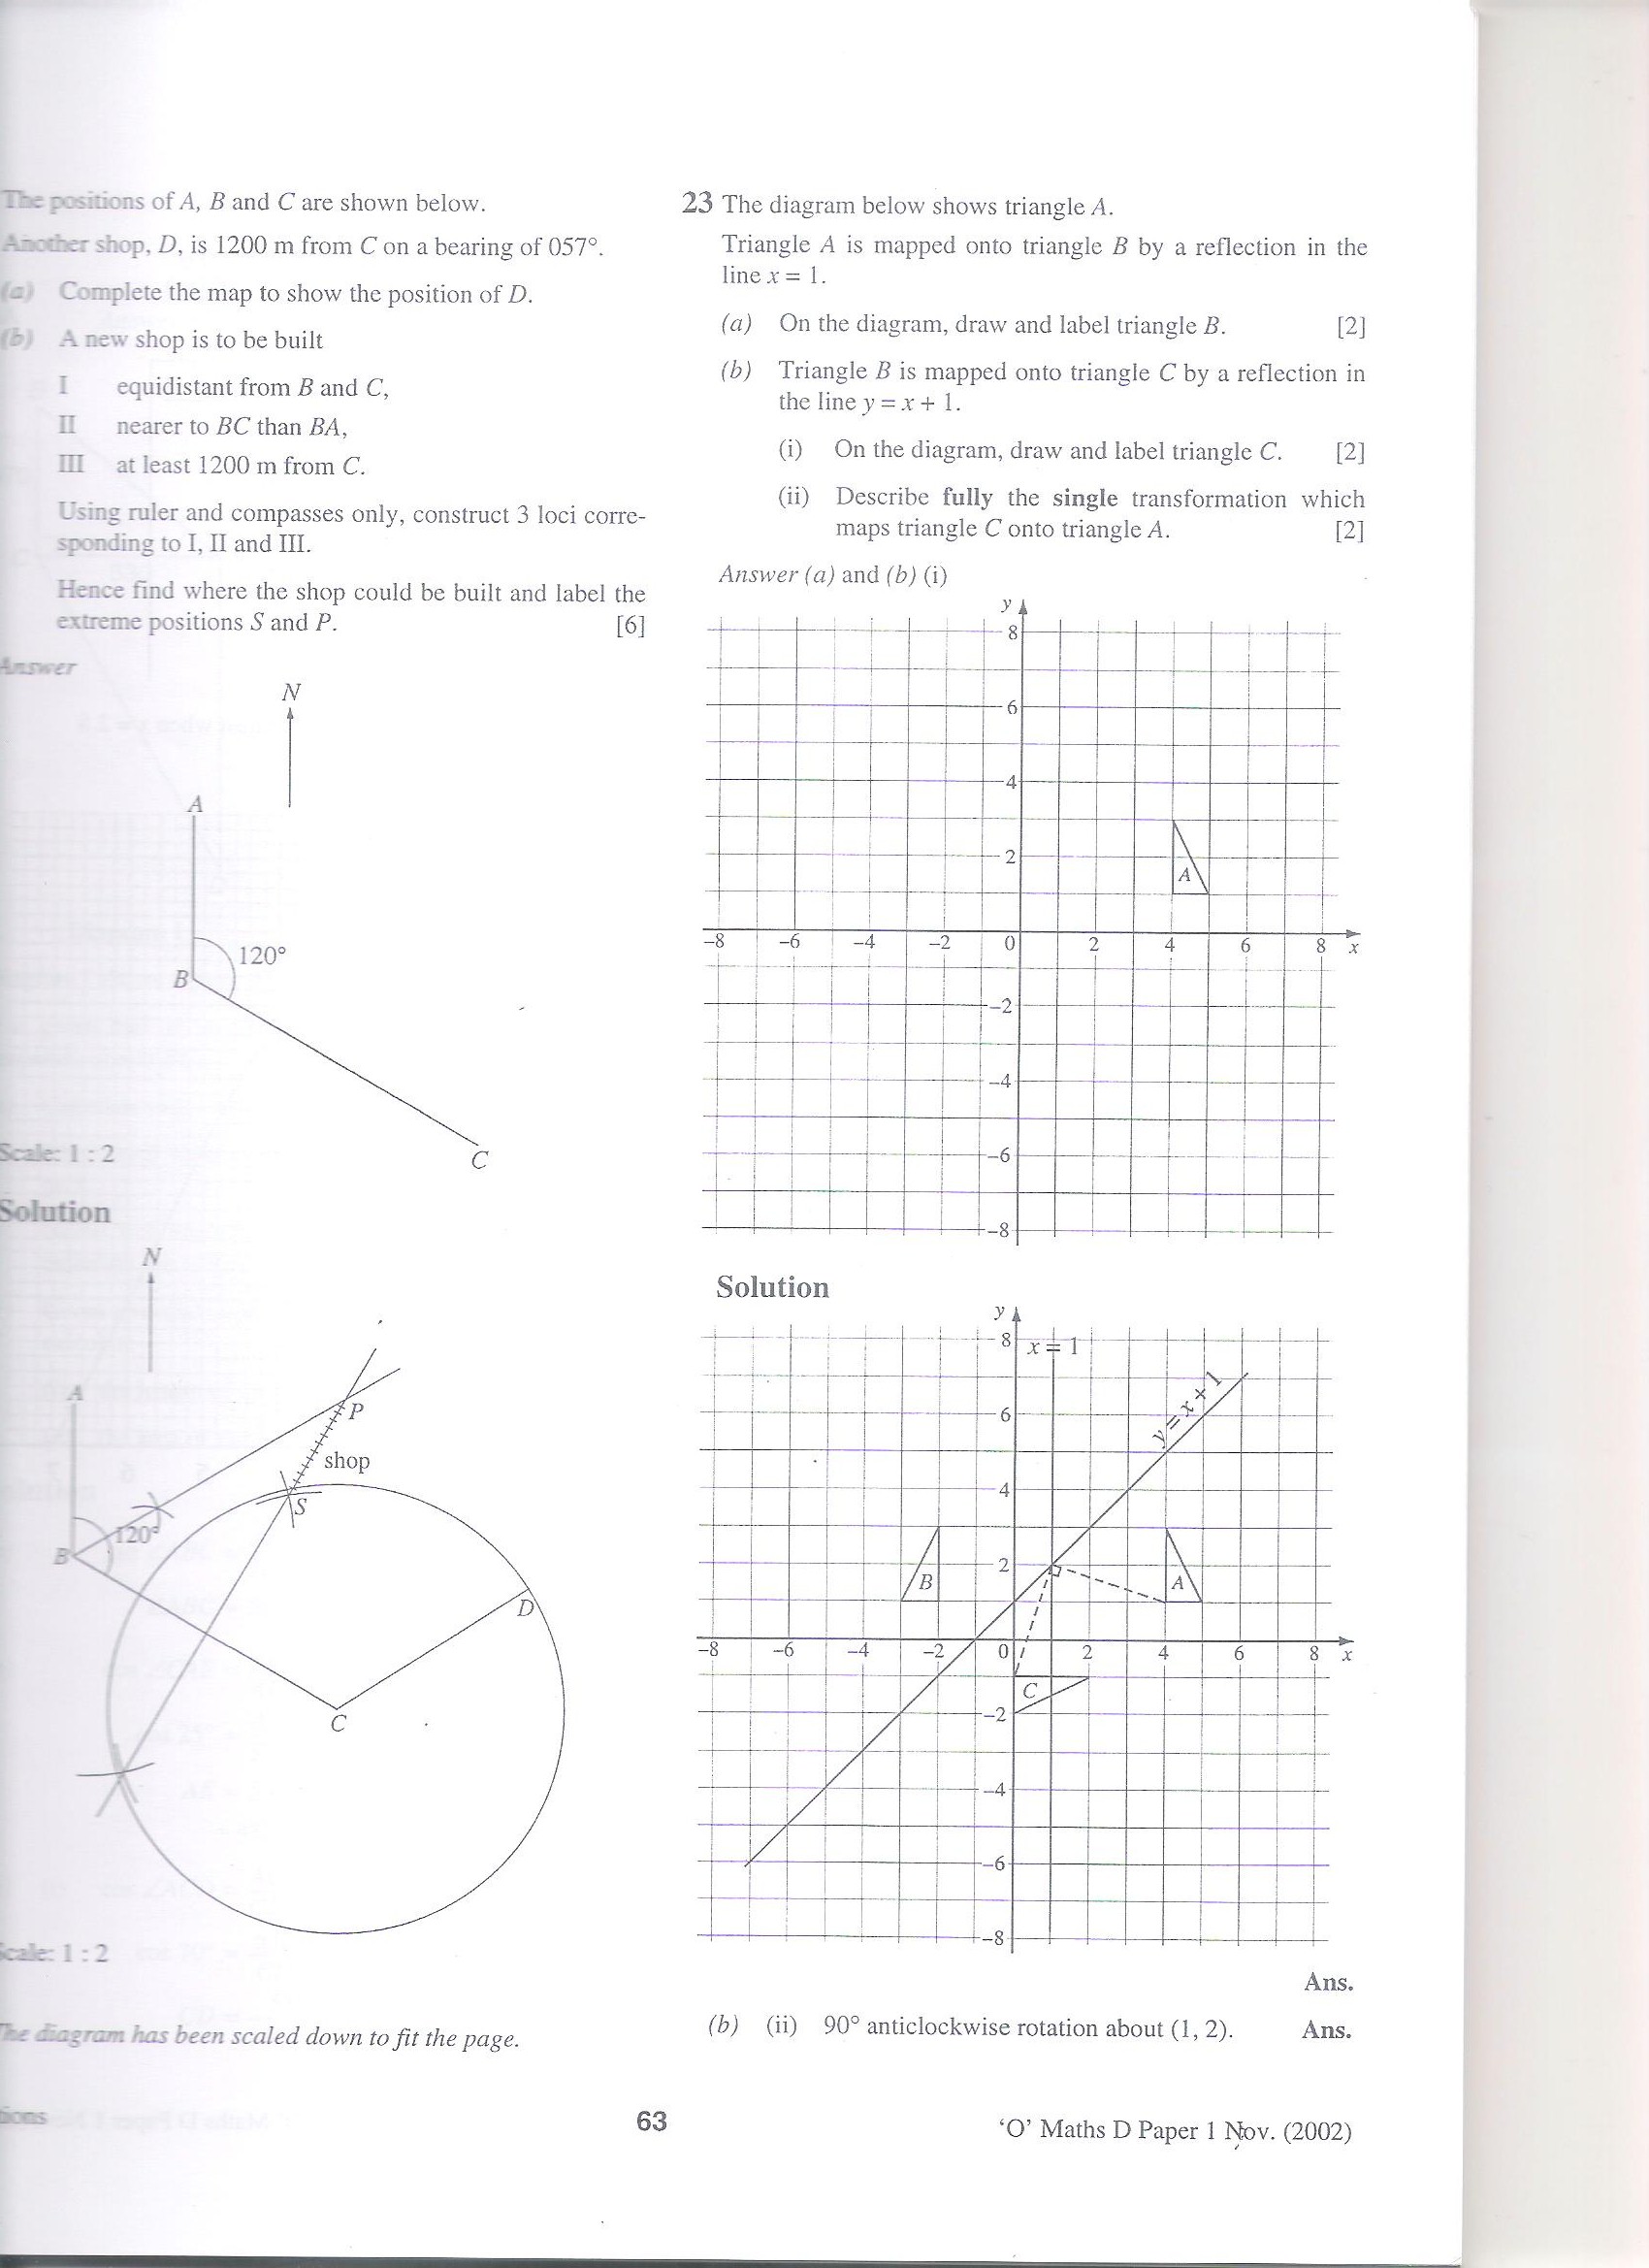 The positions of A, B and C are shown below.
Another shop, D, is 1200 m from C on a bearing of 057°.
(a) Complete the map to show the position of D.
(b) A new shop is to be built
I equidistant from B and C,
II nearer to BC than BA,
III at least 1200 m from C.
Using ruler and compasses only, construct 3 loci corre-
sponding to I, II and III.
Hence find where the shop could be built and label the
extreme positions S and P. [6]
Answer
N
A
120°
B
C
Scale: 1 : 2
Solution
N
A
P
shop
S
120°
B
D
C
Scale: 1 : 2
The diagram has been scaled down to fit the page.
23 The diagram below shows triangle A.
Triangle A is mapped onto triangle B by a reflection in the
line x = 1.
(a) On the diagram, draw and label triangle B. [2]
(b) Triangle B is mapped onto triangle C by a reflection in
the line y = x + 1.
(i) On the diagram, draw and label triangle C. [2]
(ii) Describe fully the single transformation which
maps triangle C onto triangle A. [2]
Answer (a) and (b) (i)
y
8
6
4
2
A
-8 -6 -4 -2 0 2 4 6 8 x
-2
-4
-6
-8
Solution
y
8 x = 1
y = x + 1
6
4
2
B A
-8 -6 -4 -2 0 2 4 6 8 x
C
-2
-4
-6
-8
Ans.
(b) (ii) 90° anticlockwise rotation about (1, 2). Ans.
63
'O' Maths D Paper 1 Nov. (2002)